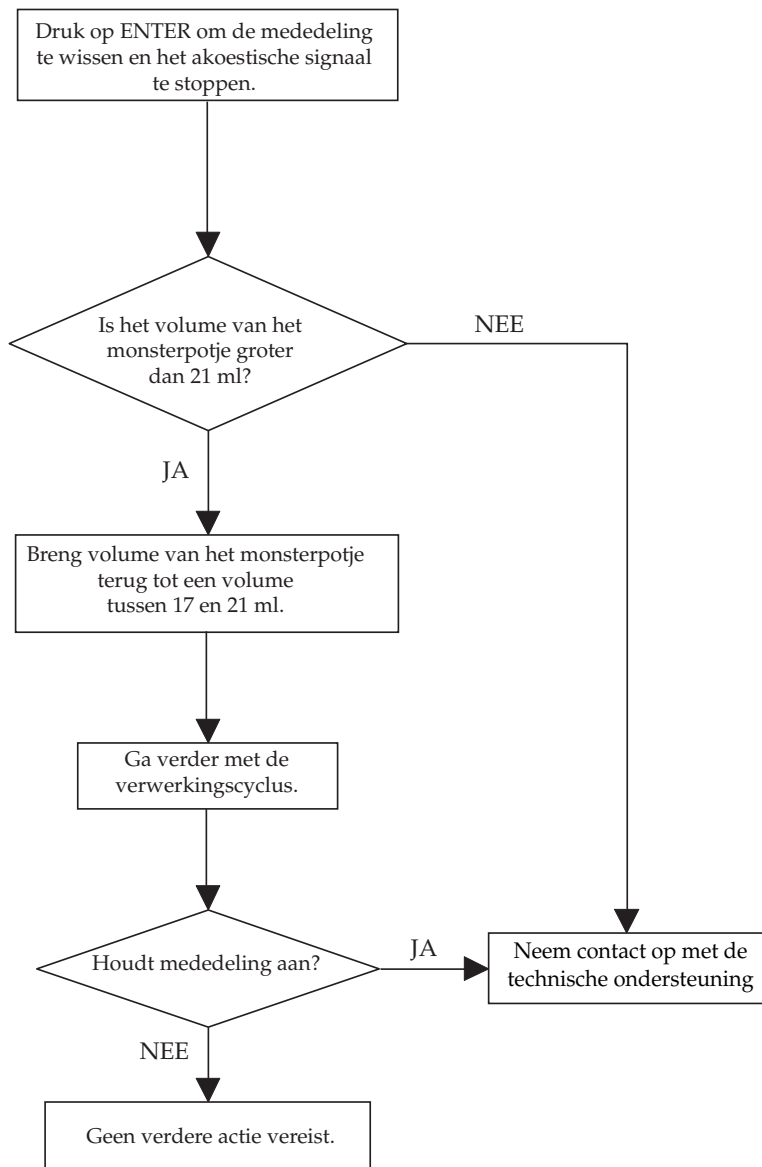 Druk op ENTER om de mededeling
te wissen en het akoestische signaal
te stoppen.
Is het volume van het
monsterpotje groter
dan 21 ml?
NEE
JA
Breng volume van het monsterpotje
terug tot een volume
tussen 17 en 21 ml.
Ga verder met de
verwerkingscyclus.
Houdt mededeling aan?
JA
Neem contact op met de
technische ondersteuning
NEE
Geen verdere actie vereist.